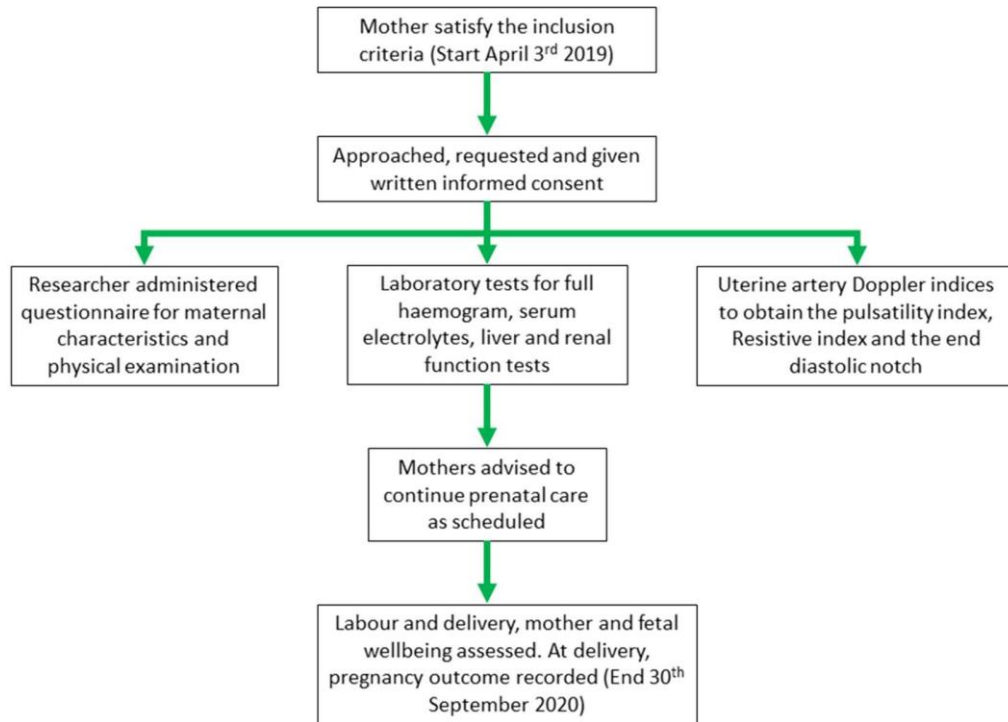 Mother satisfy the inclusion
criteria (Start April 3rd 2019)
Approached, requested and given
written informed consent
Researcher administered
questionnaire for maternal
characteristics and
physical examination
Laboratory tests for full
haemogram, serum
electrolytes, liver and renal
function tests
Uterine artery Doppler indices
to obtain the pulsatility index,
Resistive index and the end
diastolic notch
Mothers advised to
continue prenatal care
as scheduled
Labour and delivery, mother and fetal
wellbeing assessed. At delivery,
pregnancy outcome recorded (End 30th
September 2020)